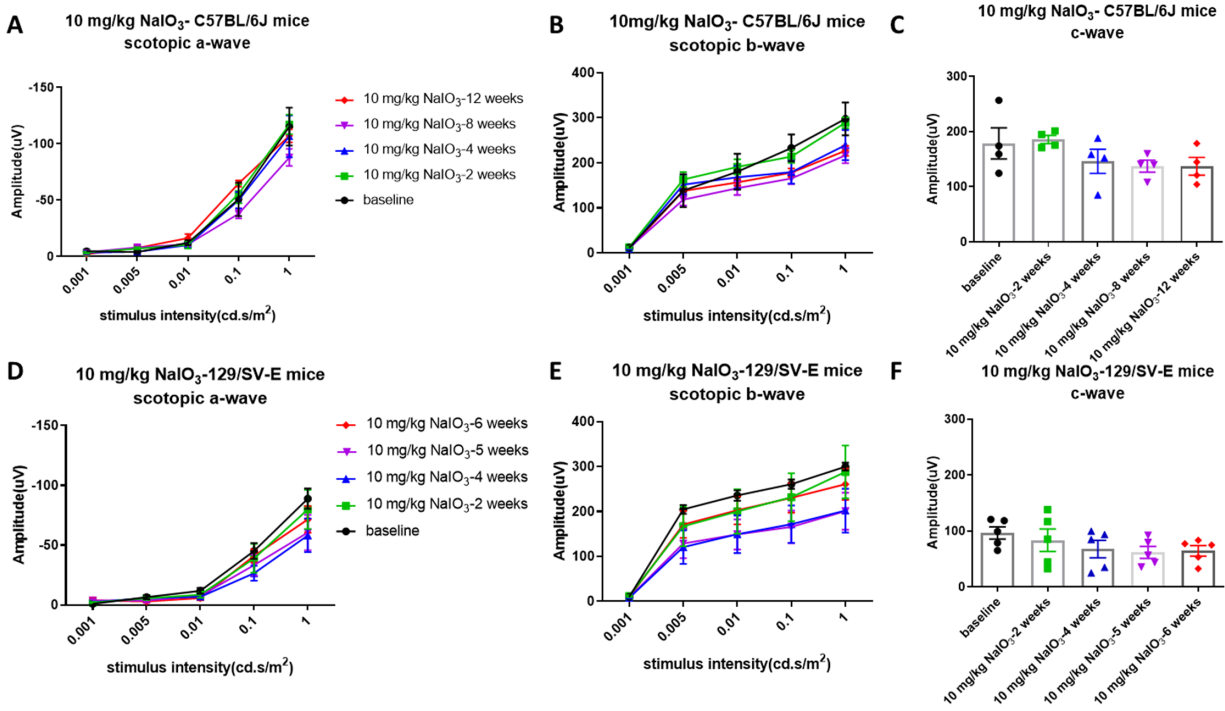 A
10 mg/kg NaIO₃- C57BL/6J mice
scotopic a-wave
Amplitude(uV)
-150
-100
-50
0
0.001
0.005
0.01
0.1
1
stimulus intensity(cd.s/m²)
10 mg/kg NaIO₃-12 weeks
10 mg/kg NaIO₃-8 weeks
10 mg/kg NaIO₃-4 weeks
10 mg/kg NaIO₃-2 weeks
baseline
B
10mg/kg NaIO₃- C57BL/6J mice
scotopic b-wave
Amplitude(uV)
400
300
200
100
0
0.001
0.005
0.01
0.1
1
stimulus intensity(cd.s/m²)
C
10 mg/kg NaIO₃- C57BL/6J mice
c-wave
Amplitude(uV)
300
200
100
0
baseline
10 mg/kg NaIO₃-2 weeks
10 mg/kg NaIO₃-4 weeks
10 mg/kg NaIO₃-8 weeks
10 mg/kg NaIO₃-12 weeks
D
10 mg/kg NaIO₃-129/SV-E mice
scotopic a-wave
Amplitude(uV)
-150
-100
-50
0
0.001
0.005
0.01
0.1
1
stimulus intensity(cd.s/m²)
10 mg/kg NaIO₃-6 weeks
10 mg/kg NaIO₃-5 weeks
10 mg/kg NaIO₃-4 weeks
10 mg/kg NaIO₃-2 weeks
baseline
E
10 mg/kg NaIO₃-129/SV-E mice
scotopic b-wave
Amplitude(uV)
400
300
200
100
0
0.001
0.005
0.01
0.1
1
stimulus intensity(cd.s/m²)
F
10 mg/kg NaIO₃-129/SV-E mice
c-wave
Amplitude(uV)
300
200
100
0
baseline
10 mg/kg NaIO₃-2 weeks
10 mg/kg NaIO₃-4 weeks
10 mg/kg NaIO₃-5 weeks
10 mg/kg NaIO₃-6 weeks